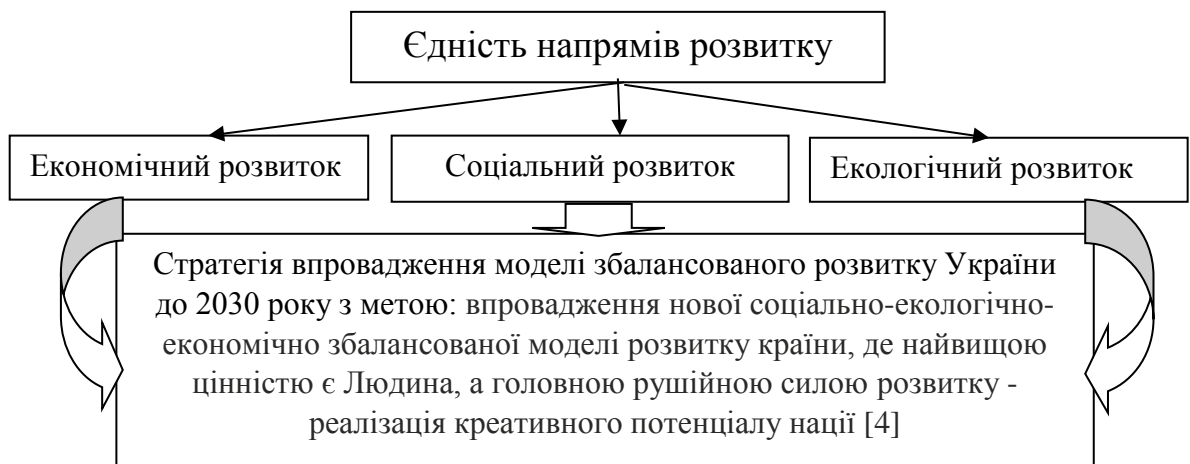 Єдність напрямів розвитку
Економічний розвиток
Соціальний розвиток
Екологічний розвиток
Стратегія впровадження моделі збалансованого розвитку України
до 2030 року з метою: впровадження нової соціально-екологічно-
економічно збалансованої моделі розвитку країни, де найвищою
цінністю є Людина, а головною рушійною силою розвитку -
реалізація креативного потенціалу нації [4]